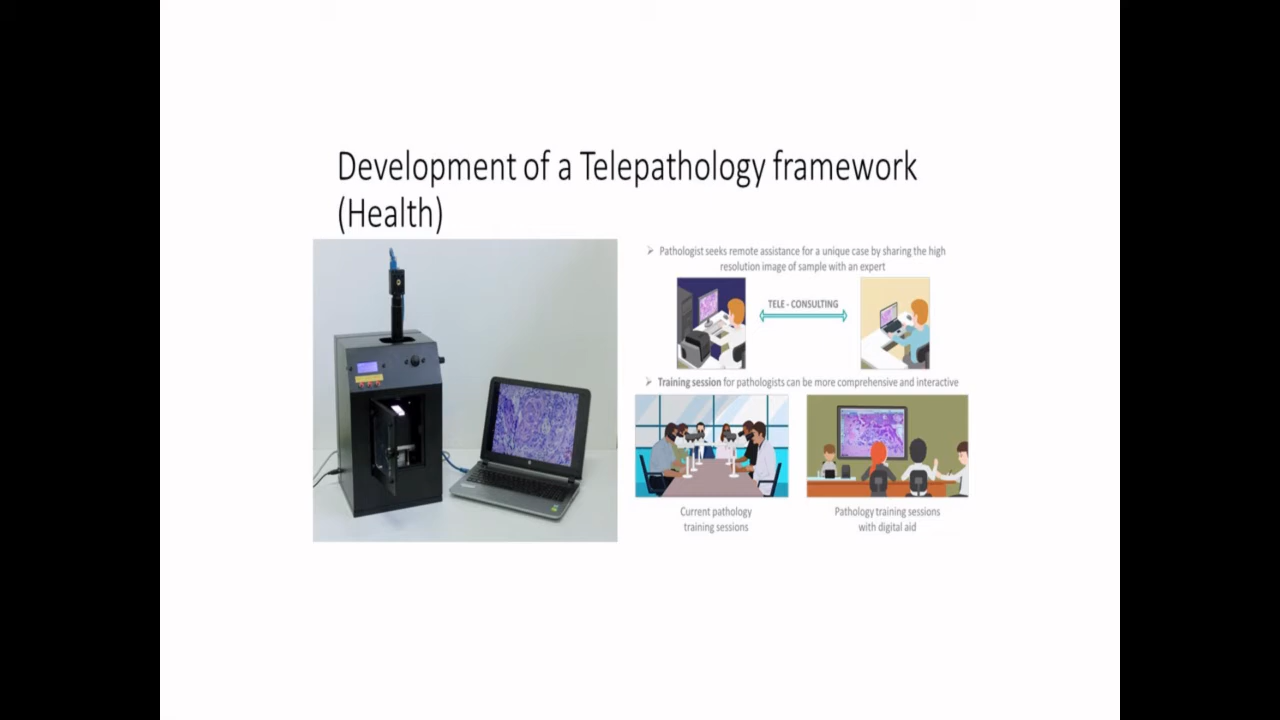 Development of a Telepathology framework
(Health)
➢ Pathologist seeks remote assistance for a unique case by sharing the high
resolution image of sample with an expert
TELE - CONSULTING
➢ Training session for pathologists can be more comprehensive and interactive
Current pathology
training sessions
Pathology training sessions
with digital aid